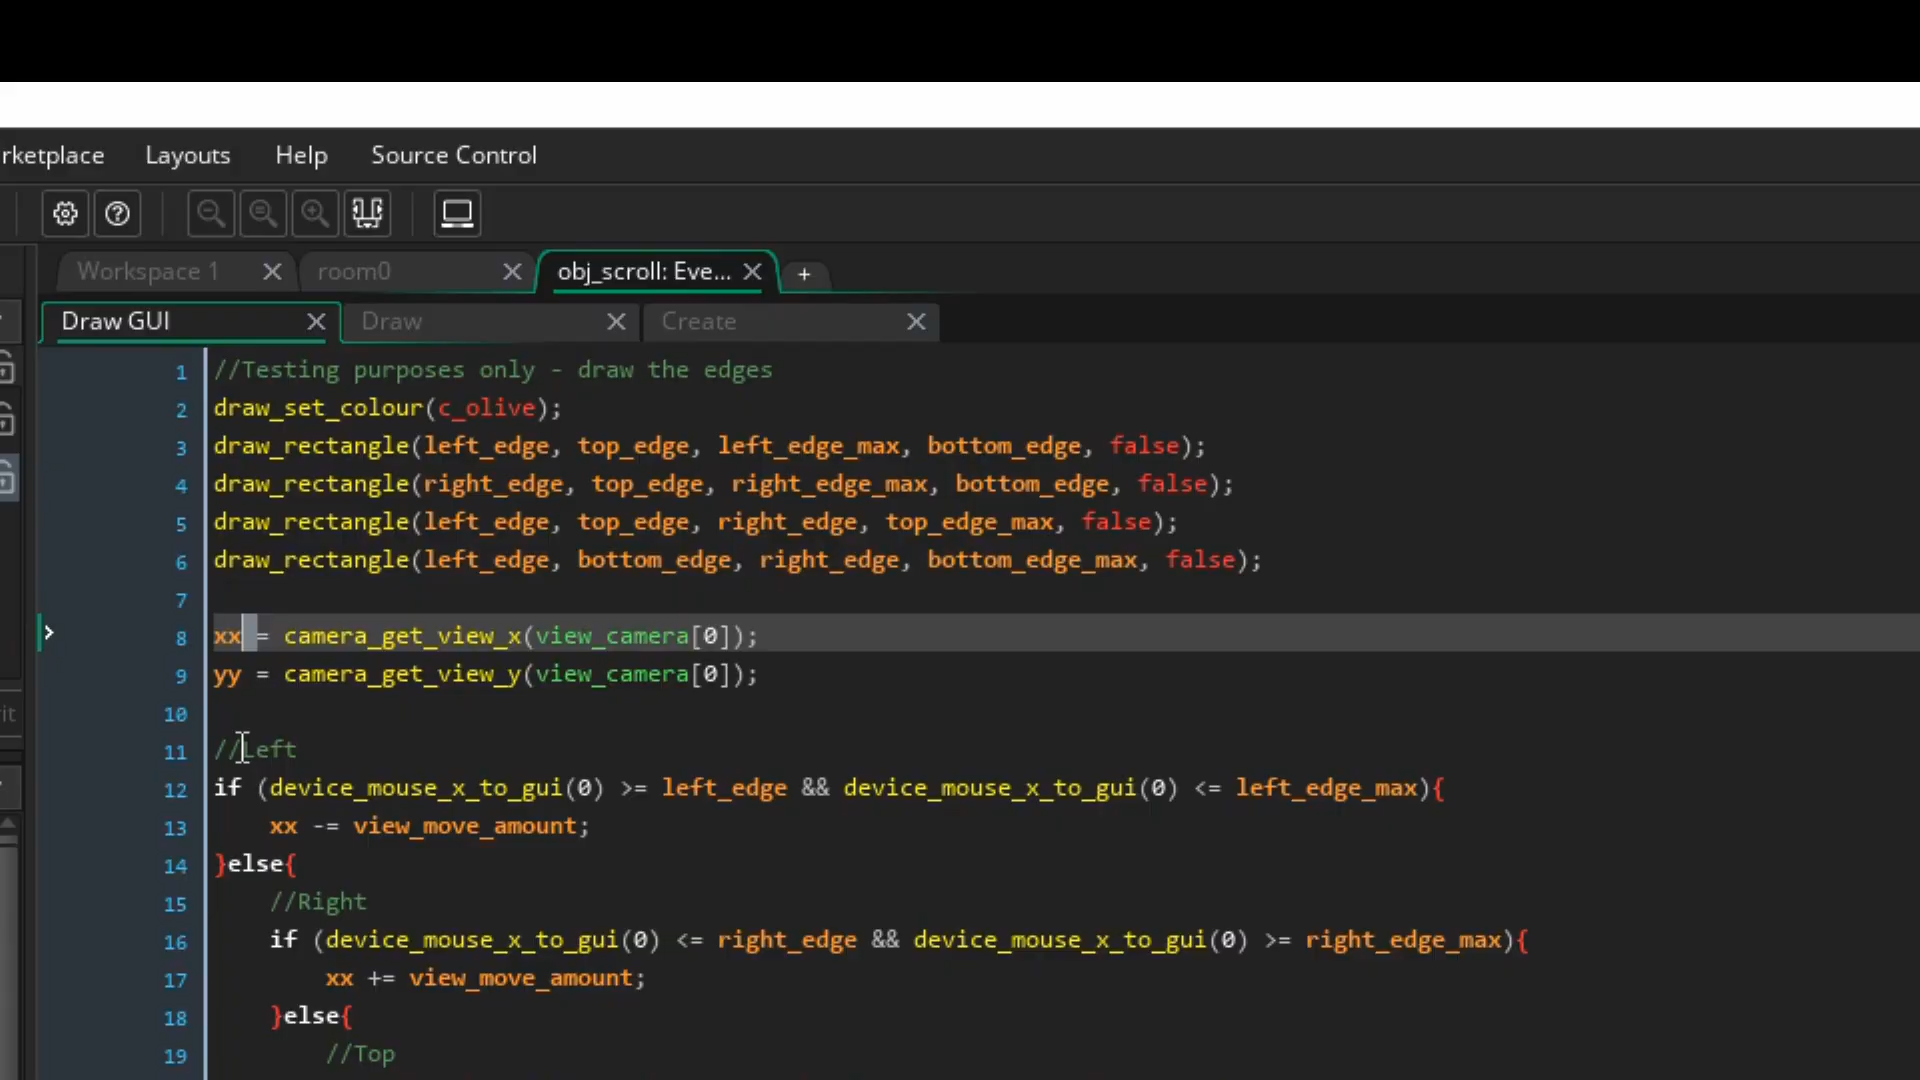 rketplace Layouts Help Source Control
Workspace 1 room0 obj_scroll: Eve... +
Draw GUI Draw Create
1 //Testing purposes only - draw the edges
2 draw_set_colour(c_olive);
3 draw_rectangle(left_edge, top_edge, left_edge_max, bottom_edge, false);
4 draw_rectangle(right_edge, top_edge, right_edge_max, bottom_edge, false);
5 draw_rectangle(left_edge, top_edge, right_edge, top_edge_max, false);
6 draw_rectangle(left_edge, bottom_edge, right_edge, bottom_edge_max, false);
7
8 xx = camera_get_view_x(view_camera[0]);
9 yy = camera_get_view_y(view_camera[0]);
10
11 //Left
12 if (device_mouse_x_to_gui(0) >= left_edge && device_mouse_x_to_gui(0) <= left_edge_max){
13 xx -= view_move_amount;
14 }else{
15 //Right
16 if (device_mouse_x_to_gui(0) <= right_edge && device_mouse_x_to_gui(0) >= right_edge_max){
17 xx += view_move_amount;
18 }else{
19 //Top